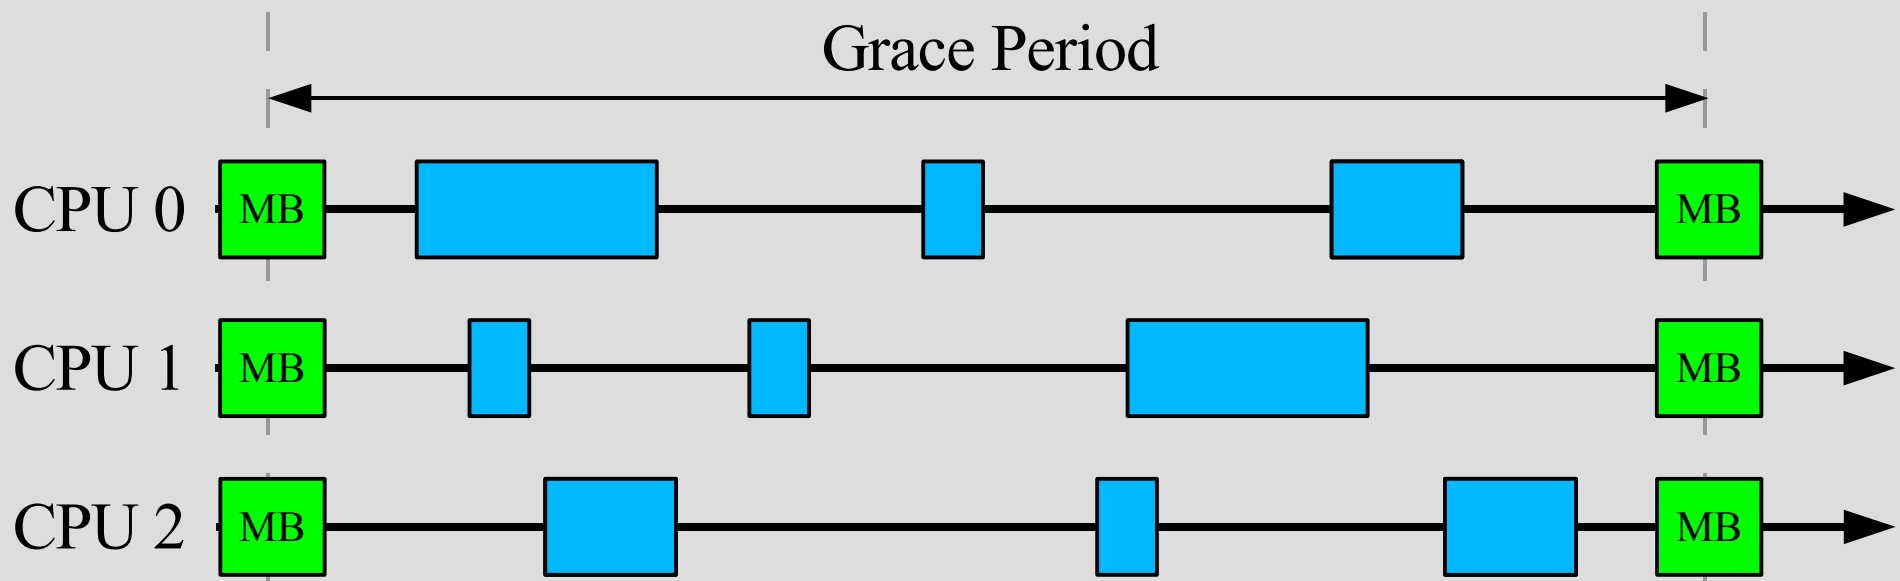 Grace Period
CPU 0 MB MB
CPU 1 MB MB
CPU 2 MB MB